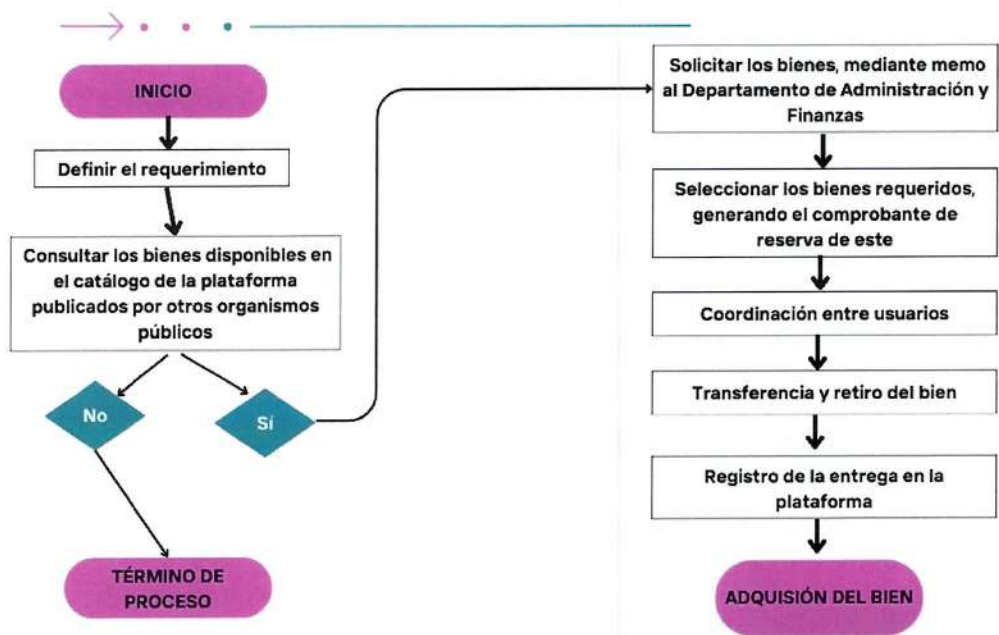 INICIO
Definir el requerimiento
Consultar los bienes disponibles en
el catálogo de la plataforma
publicados por otros organismos
públicos
No
Sí
TÉRMINO DE
PROCESO
Solicitar los bienes, mediante memo
al Departamento de Administración y
Finanzas
Seleccionar los bienes requeridos,
generando el comprobante de
reserva de este
Coordinación entre usuarios
Transferencia y retiro del bien
Registro de la entrega en la
plataforma
ADQUISIÓN DEL BIEN